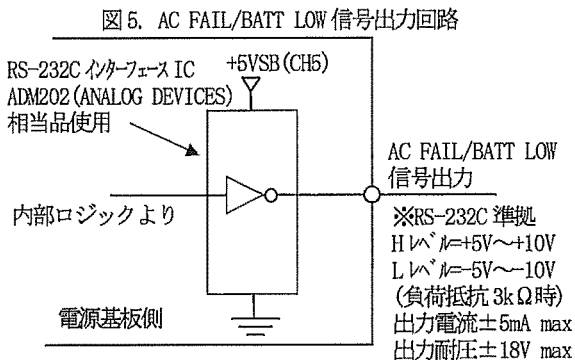 図5. AC FAIL/BATT LOW 信号出力回路
RS-232C インターフェース IC
ADM202(ANALOG DEVICES)
相当品使用
+5VSB(CH5)
内部ロジックより
電源基板側
AC FAIL/BATT LOW
信号出力
※RS-232C 準拠
Hレベル=+5V～+10V
Lレベル=-5V～-10V
(負荷抵抗 3kΩ時)
出力電流±5mA max
出力耐圧±18V max